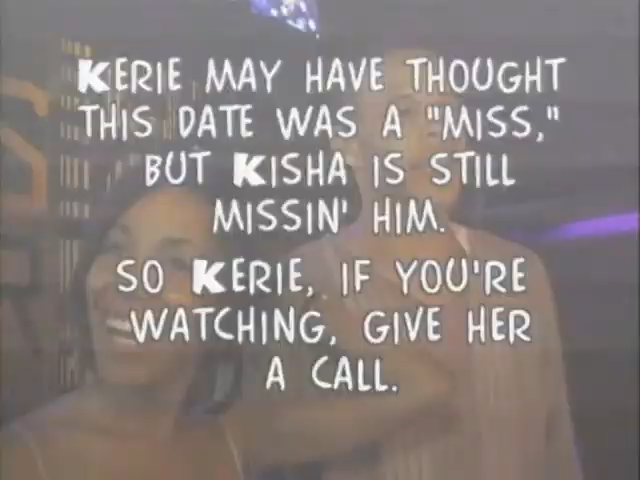 KERIE MAY HAVE THOUGHT
THIS DATE WAS A "MISS,"
BUT KISHA IS STILL
MISSIN' HIM.
SO KERIE, IF YOU'RE
WATCHING, GIVE HER
A CALL.